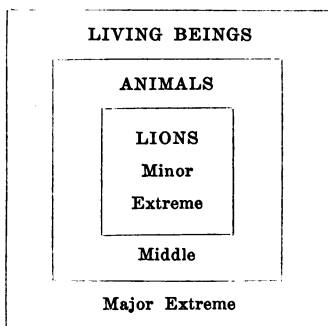 LIVING BEINGS
ANIMALS
LIONS
Minor
Extreme
Middle
Major Extreme